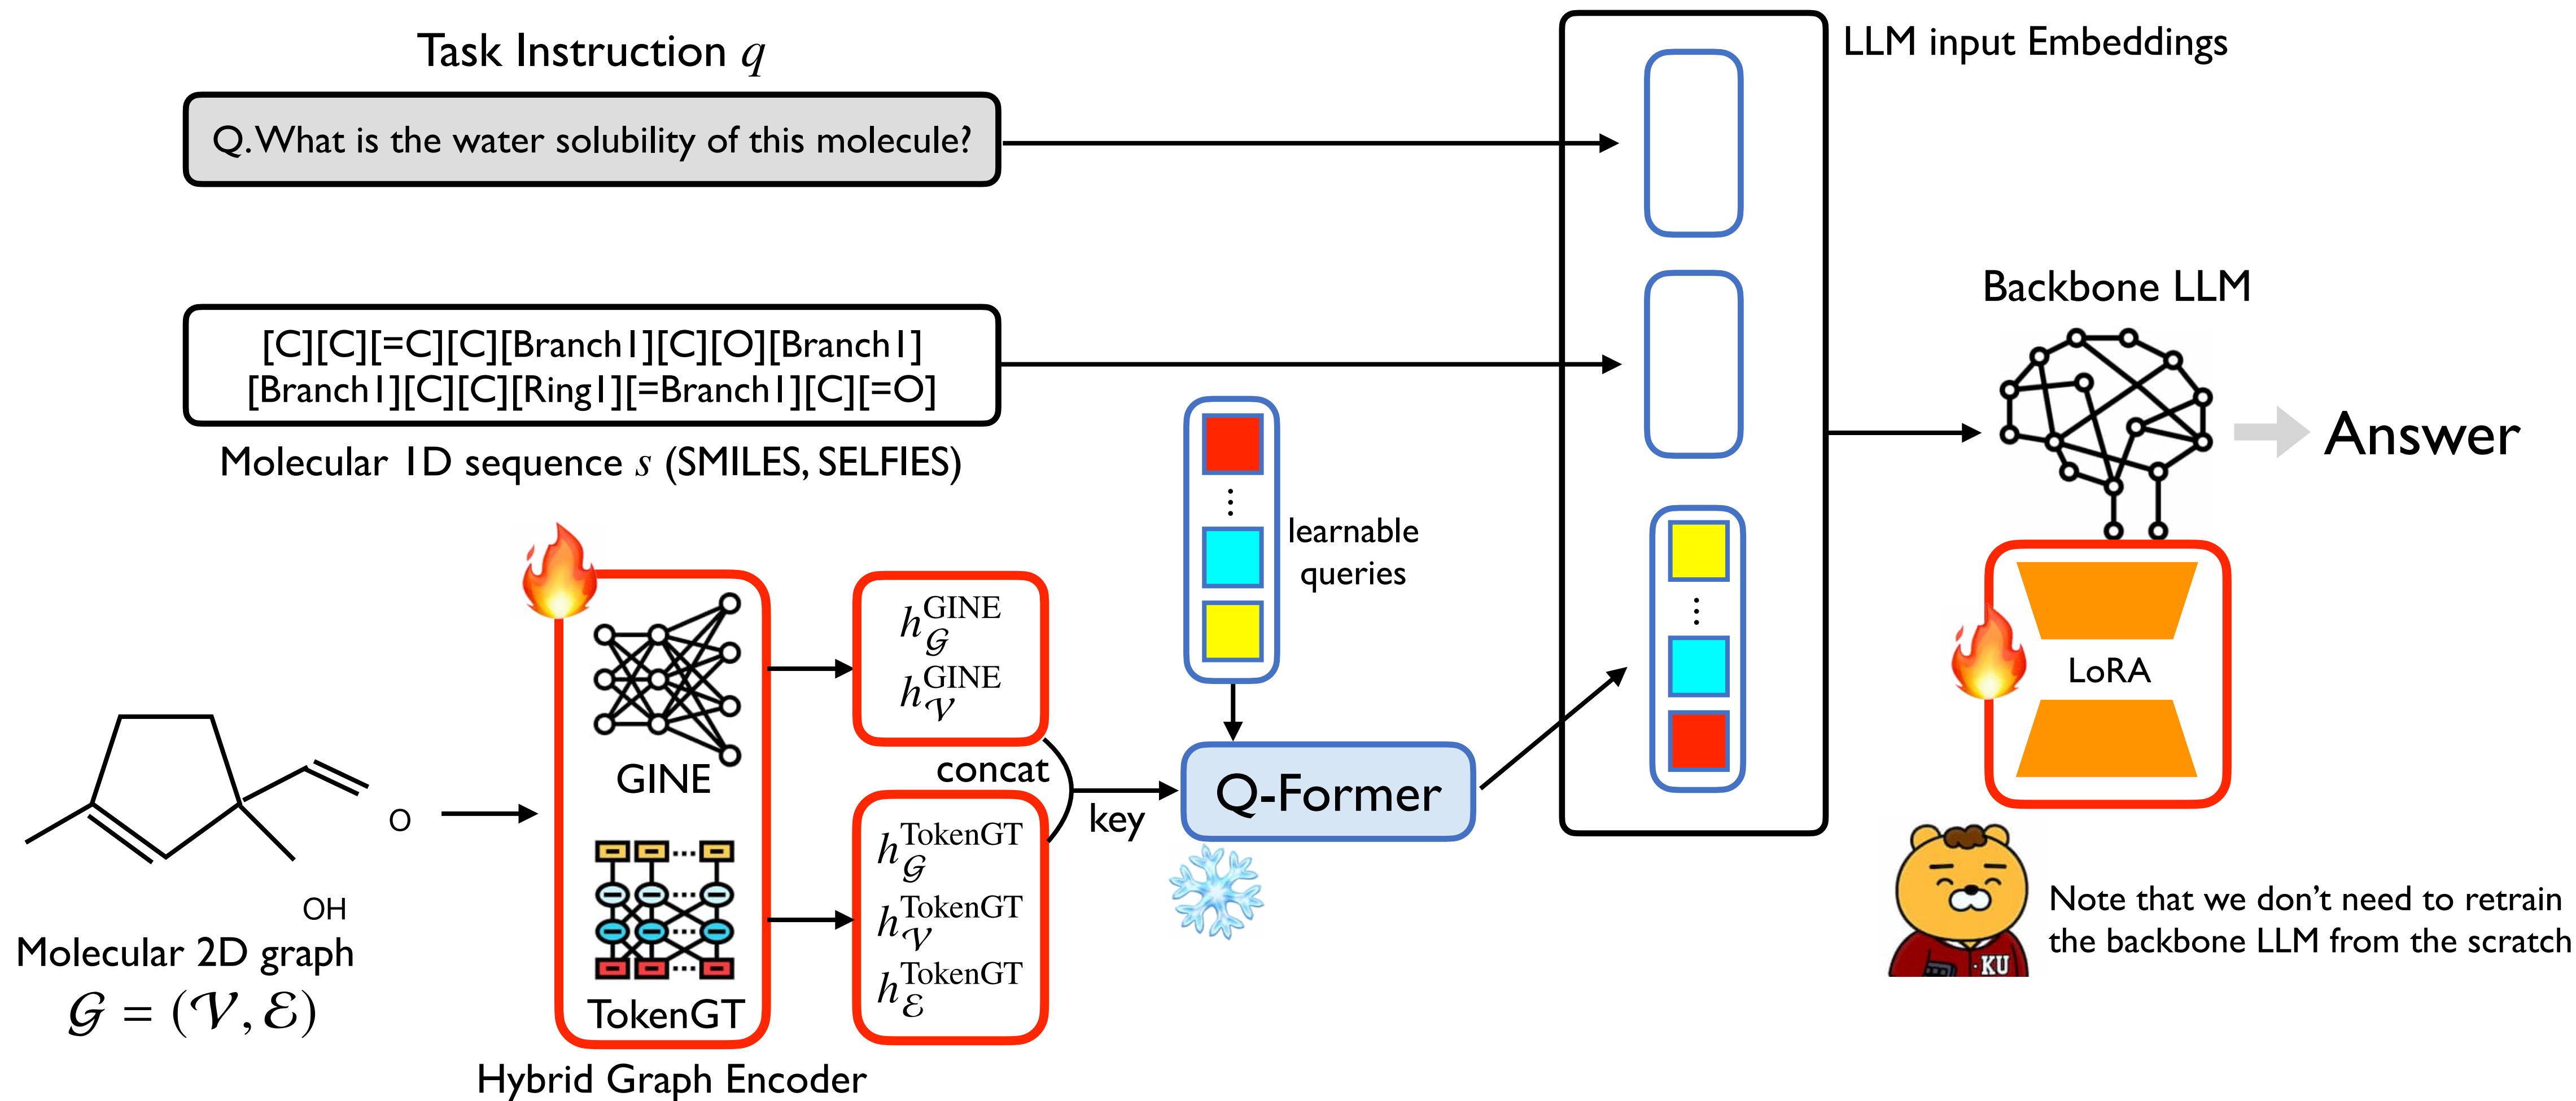 Task Instruction q
LLM input Embeddings
Q. What is the water solubility of this molecule?
[C][C][=C][C][Branch1][C][O][Branch1]
[Branch1][C][C][Ring1][=Branch1][C][=O]
Molecular 1D sequence s (SMILES, SELFIES)
Backbone LLM
Answer
learnable
queries
h_𝒢^GINE
h_𝒱^GINE
GINE
concat
key
Q-Former
LoRA
h_𝒢^TokenGT
h_𝒱^TokenGT
h_ℰ^TokenGT
TokenGT
Hybrid Graph Encoder
O
OH
Molecular 2D graph
𝒢 = (𝒱, ℰ)
KU
Note that we don't need to retrain
the backbone LLM from the scratch